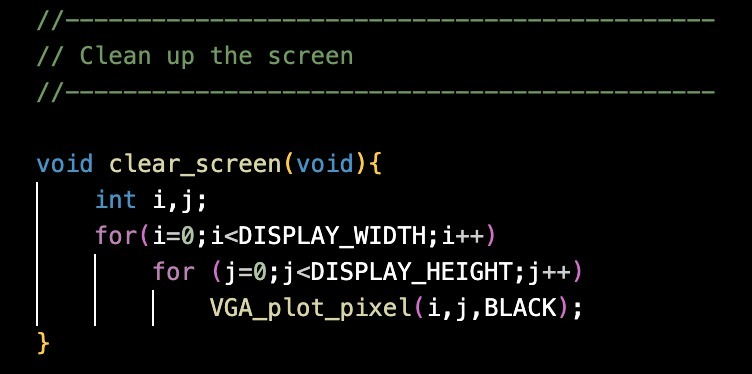 //---------------------------------------------
// Clean up the screen
//---------------------------------------------
void clear_screen(void){
    int i,j;
    for(i=0;i<DISPLAY_WIDTH;i++)
        for (j=0;j<DISPLAY_HEIGHT;j++)
            VGA_plot_pixel(i,j,BLACK);
}